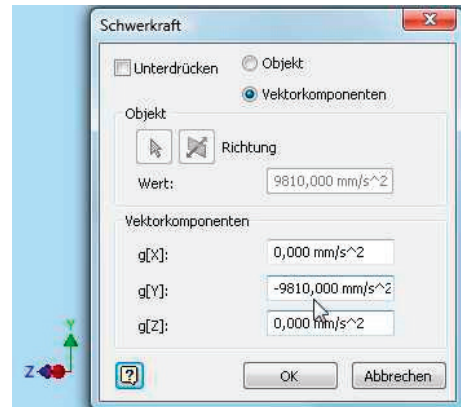 Schwerkraft
Unterdrücken
Objekt
Vektorkomponenten
Objekt
Richtung
Wert: 9810,000 mm/s^2
Vektorkomponenten
g[X]: 0,000 mm/s^2
g[Y]: -9810,000 mm/s^2
g[Z]: 0,000 mm/s^2
Y
Z
? OK Abbrechen